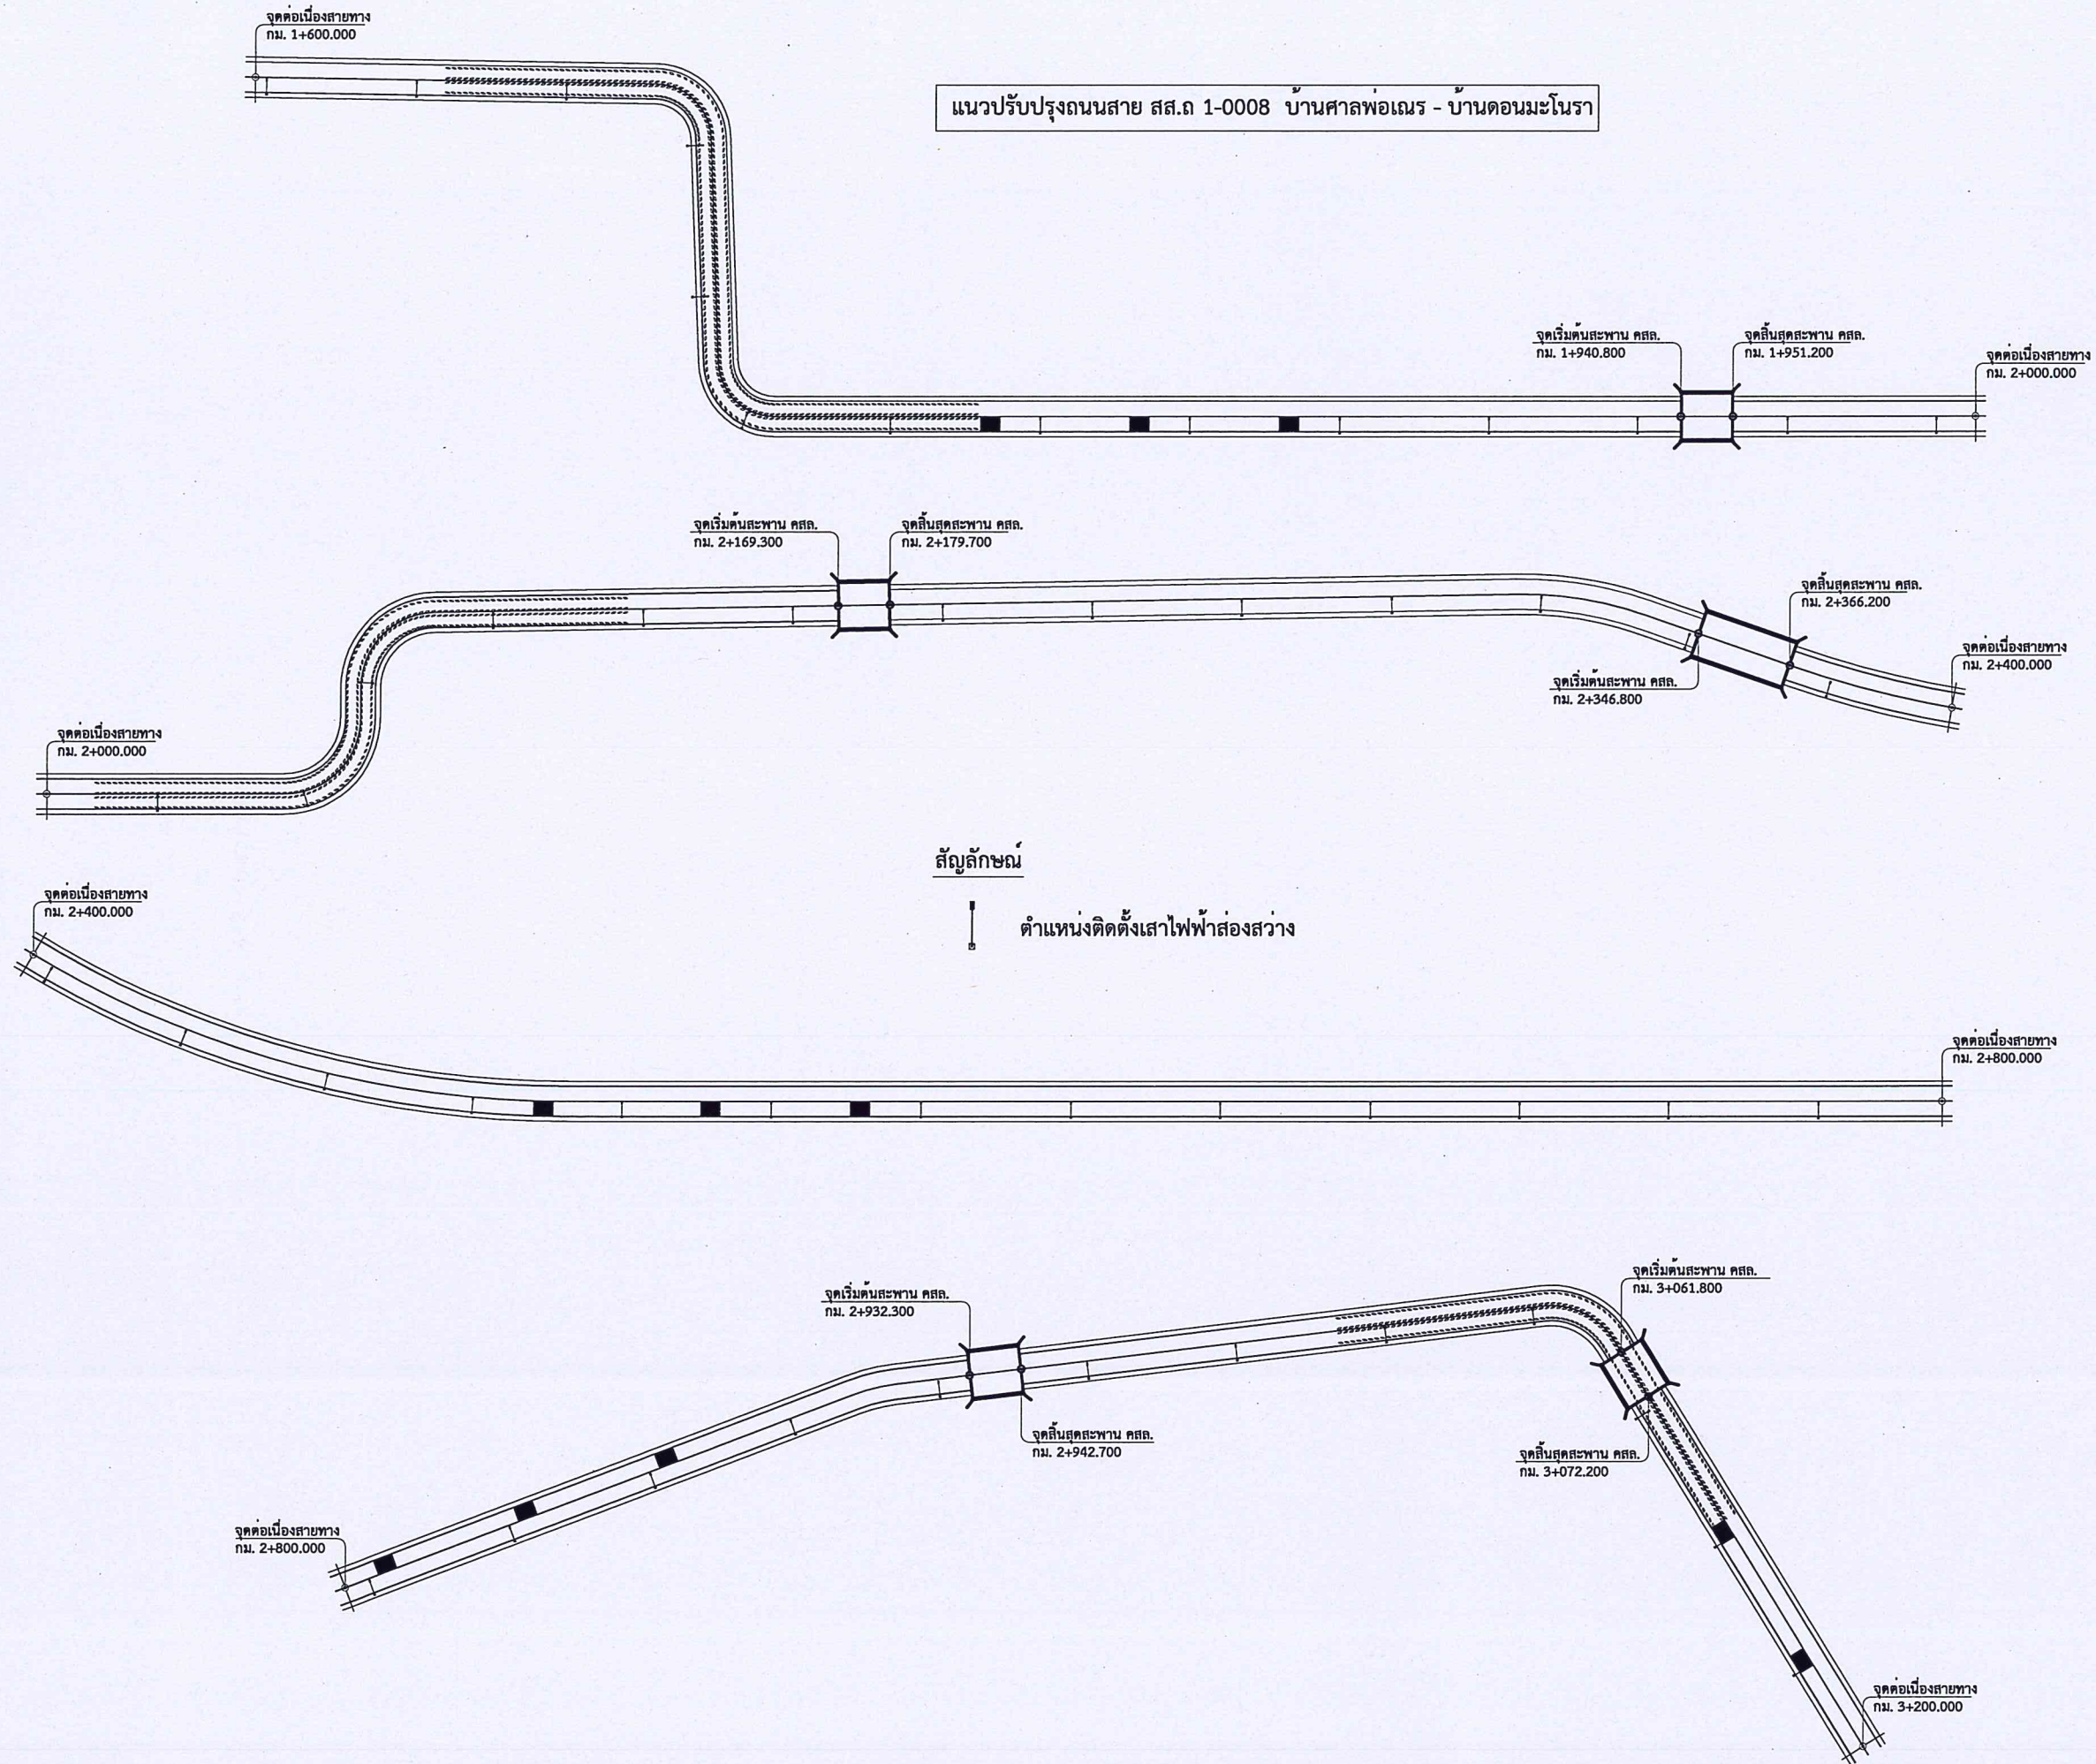 จุดต่อเนื่องสายทาง
กม. 1+600.000
แนวปรับปรุงถนนสาย สส.ถ 1-0008 บ้านศาลพ่อเณร - บ้านดอนมะโนรา
จุดเริ่มต้นสะพาน คสล.
กม. 1+940.800
จุดสิ้นสุดสะพาน คสล.
กม. 1+951.200
จุดต่อเนื่องสายทาง
กม. 2+000.000
จุดเริ่มต้นสะพาน คสล.
กม. 2+169.300
จุดสิ้นสุดสะพาน คสล.
กม. 2+179.700
จุดสิ้นสุดสะพาน คสล.
กม. 2+366.200
จุดต่อเนื่องสายทาง
กม. 2+400.000
จุดเริ่มต้นสะพาน คสล.
กม. 2+346.800
จุดต่อเนื่องสายทาง
กม. 2+000.000
สัญลักษณ์
ตำแหน่งติดตั้งเสาไฟฟ้าส่องสว่าง
จุดต่อเนื่องสายทาง
กม. 2+400.000
จุดต่อเนื่องสายทาง
กม. 2+800.000
จุดเริ่มต้นสะพาน คสล.
กม. 2+932.300
จุดเริ่มต้นสะพาน คสล.
กม. 3+061.800
จุดสิ้นสุดสะพาน คสล.
กม. 2+942.700
จุดสิ้นสุดสะพาน คสล.
กม. 3+072.200
จุดต่อเนื่องสายทาง
กม. 2+800.000
จุดต่อเนื่องสายทาง
กม. 3+200.000